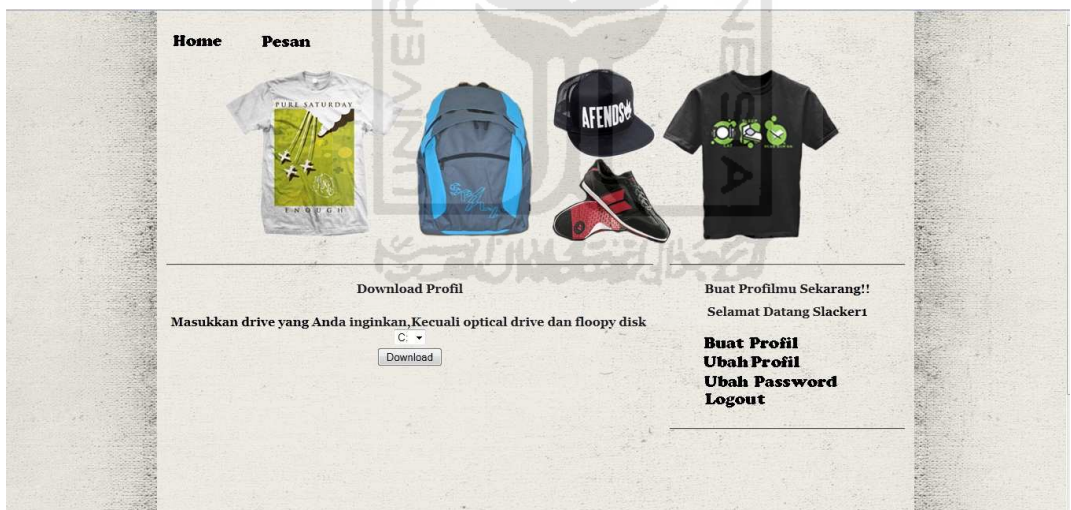 Home Pesan
PURE SATURDAY
ENOUGH
AFENDS
Download Profil
Masukkan drive yang Anda inginkan,Kecuali optical drive dan floopy disk
C:
Download
Buat Profilmu Sekarang!!
Selamat Datang Slacker1
Buat Profil
Ubah Profil
Ubah Password
Logout